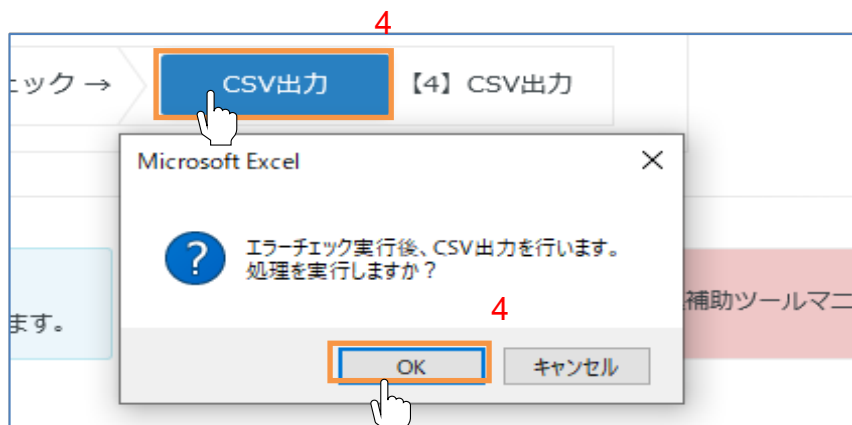 4
ェック →
CSV出力
【4】CSV出力
Microsoft Excel
エラーチェック実行後、CSV出力を行います。
処理を実行しますか？
ます。
補助ツールマニ
4
OK
キャンセル